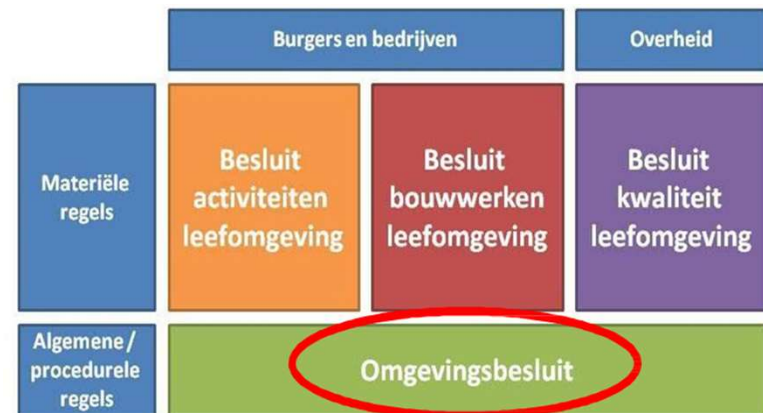 Burgers en bedrijven
Overheid
Materiële
regels
Besluit
activiteiten
leefomgeving
Besluit
bouwwerken
leefomgeving
Besluit
kwaliteit
leefomgeving
Algemene/
procedurele
regels
Omgevingsbesluit